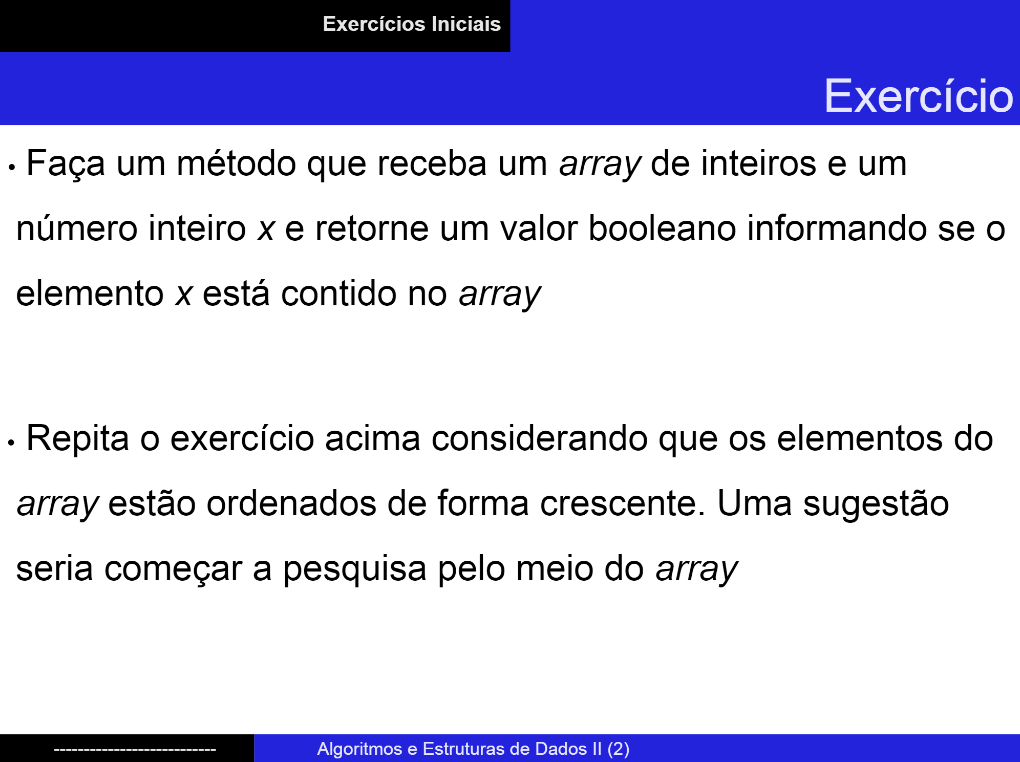 Exercícios Iniciais
Exercício
• Faça um método que receba um array de inteiros e um
número inteiro x e retorne um valor booleano informando se o
elemento x está contido no array
• Repita o exercício acima considerando que os elementos do
array estão ordenados de forma crescente. Uma sugestão
seria começar a pesquisa pelo meio do array
---------------------------
Algoritmos e Estruturas de Dados II (2)